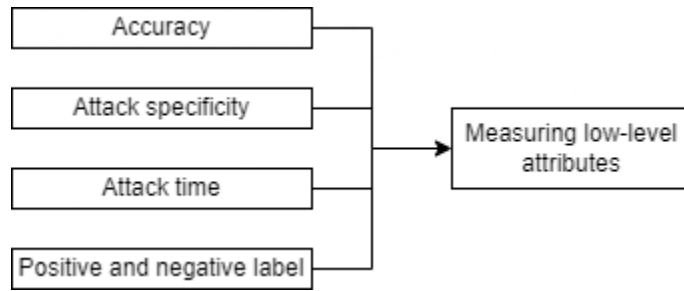 Accuracy
Attack specificity
Attack time
Positive and negative label
Measuring low-level
attributes